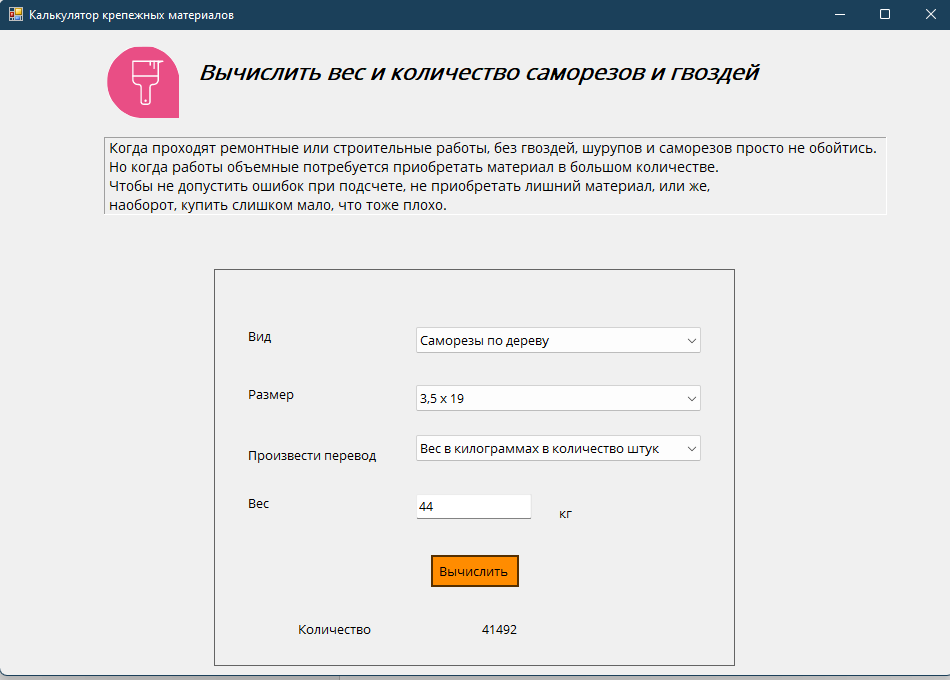 Калькулятор крепежных материалов
Вычислить вес и количество саморезов и гвоздей
Когда проходят ремонтные или строительные работы, без гвоздей, шурупов и саморезов просто не обойтись.
Но когда работы объемные потребуется приобретать материал в большом количестве.
Чтобы не допустить ошибок при подсчете, не приобретать лишний материал, или же,
наоборот, купить слишком мало, что тоже плохо.
Вид
Саморезы по дереву
Размер
3,5 x 19
Произвести перевод
Вес в килограммах в количество штук
Вес
44
кг
Вычислить
Количество
41492